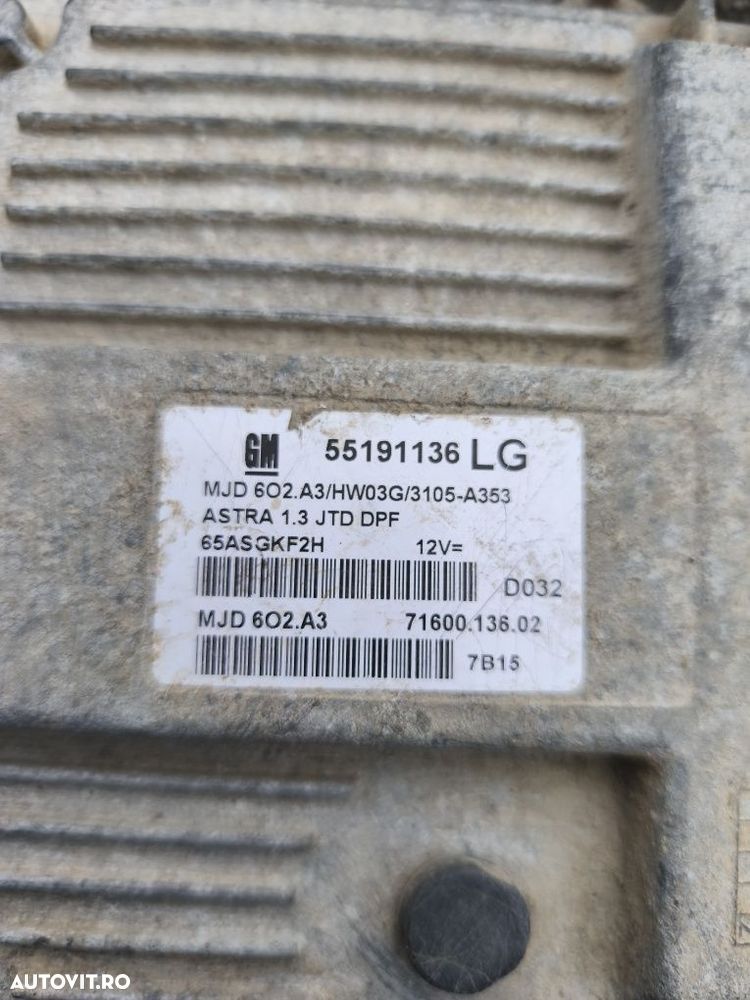 GM 55191136 LG
MJD 6O2.A3/HW03G/3105-A353
ASTRA 1.3 JTD DPF
65ASGKF2H 12V=
D032
MJD 6O2.A3 71600.136.02
7B15
AUTOVIT.RO